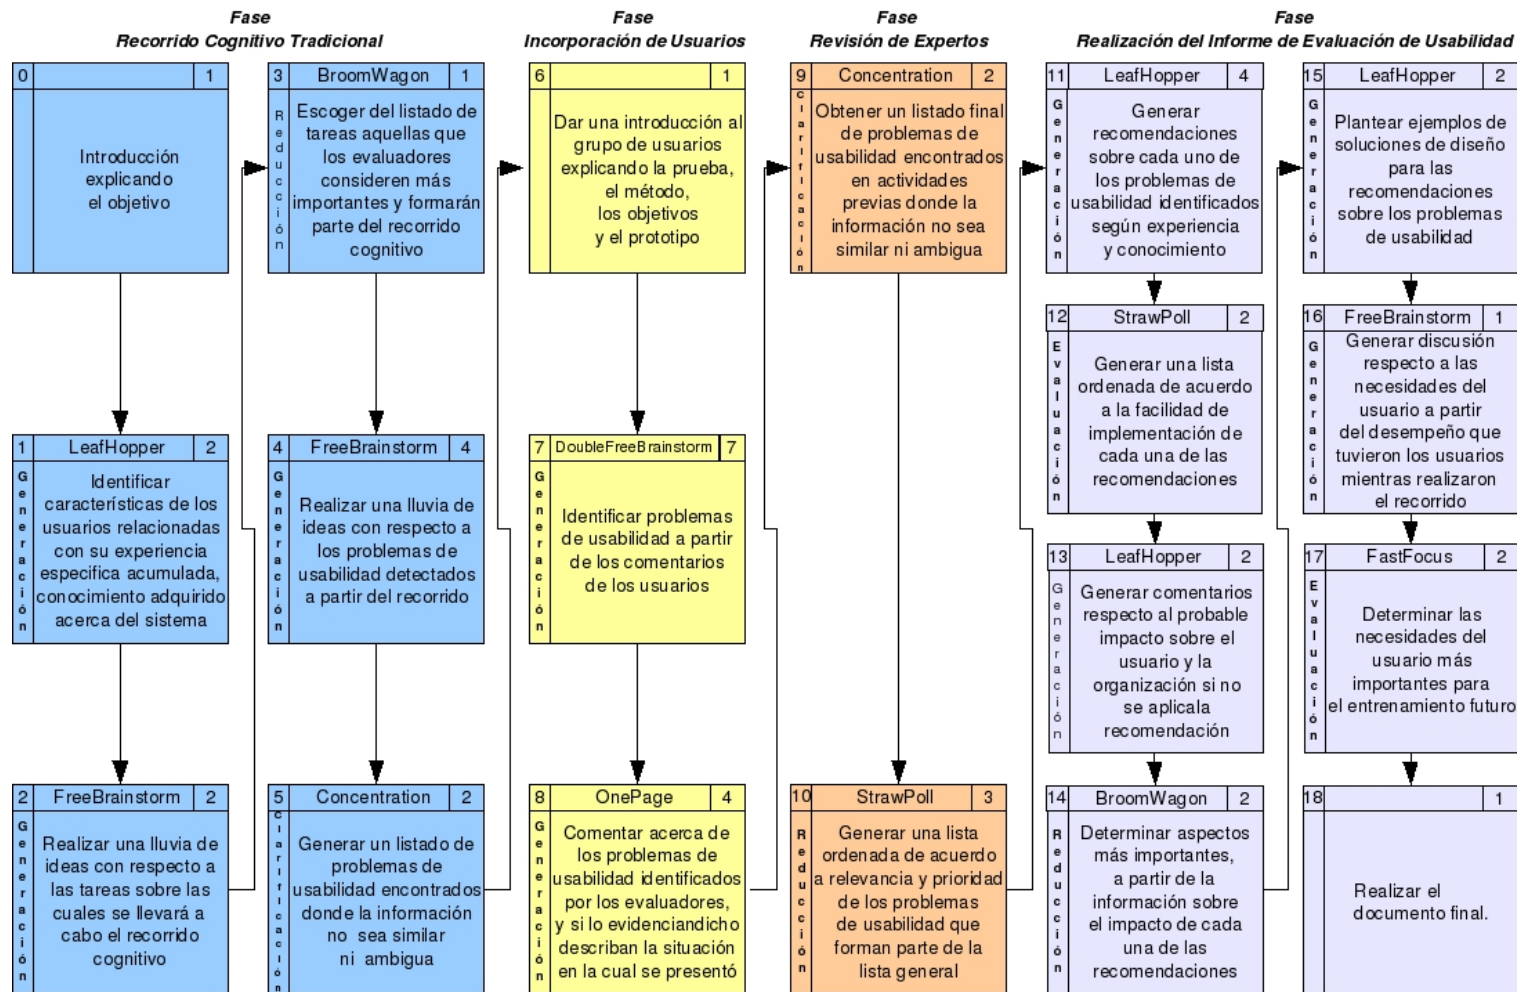 Fase
Recorrido Cognitivo Tradicional
Fase
Incorporación de Usuarios
Fase
Revisión de Expertos
Fase
Realización del Informe de Evaluación de Usabilidad
0 1
Introducción
explicando
el objetivo
1 LeafHopper 2
Generación
Identificar
características de los
usuarios relacionadas
con su experiencia
especifica acumulada,
conocimiento adquirido
acerca del sistema
2 FreeBrainstorm 2
Generación
Realizar una lluvia de
ideas con respecto a
las tareas sobre las
cuales se llevará a
cabo el recorrido
cognitivo
3 BroomWagon 1
Reducción
Escoger del listado de
tareas aquellas que
los evaluadores
consideren más
importantes y formarán
parte del recorrido
cognitivo
4 FreeBrainstorm 4
Generación
Realizar una lluvia de
ideas con respecto a
los problemas de
usabilidad detectados
a partir del recorrido
5 Concentration 2
Clarificación
Generar un listado de
problemas de
usabilidad encontrados
donde la información
no sea similar
ni ambigua
6 1
Dar una introducción al
grupo de usuarios
explicando la prueba,
el método,
los objetivos
y el prototipo
7 DoubleFreeBrainstorm 7
Generación
Identificar problemas
de usabilidad a partir
de los comentarios
de los usuarios
8 OnePage 4
Generación
Comentar acerca de
los problemas de
usabilidad identificados
por los evaluadores,
y si lo evidenciandicho
describan la situación
en la cual se presentó
9 Concentration 2
Clarificación
Obtener un listado final
de problemas de
usabilidad encontrados
en actividades
previas donde la
información no sea
similar ni ambigua
10 StrawPoll 3
Reducción
Generar una lista
ordenada de acuerdo
a relevancia y prioridad
de los problemas
de usabilidad que
forman parte de la
lista general
11 LeafHopper 4
Generación
Generar
recomendaciones
sobre cada uno de
los problemas de
usabilidad identificados
según experiencia
y conocimiento
12 StrawPoll 2
Evaluación
Generar una lista
ordenada de acuerdo
a la facilidad de
implementación de
cada una de las
recomendaciones
13 LeafHopper 2
Generación
Generar comentarios
respecto al probable
impacto sobre el
usuario y la
organización si no
se aplicala
recomendación
14 BroomWagon 2
Reducción
Determinar aspectos
más importantes,
a partir de la
información sobre
el impacto de cada
una de las
recomendaciones
15 LeafHopper 2
Generación
Plantear ejemplos de
soluciones de diseño
para las
recomendaciones
sobre los problemas
de usabilidad
16 FreeBrainstorm 1
Generación
Generar discusión
respecto a las
necesidades del
usuario a partir
del desempeño que
tuvieron los usuarios
mientras realizaron
el recorrido
17 FastFocus 2
Evaluación
Determinar las
necesidades del
usuario más
importantes para
el entrenamiento futuro
18 1
Realizar el
documento final.